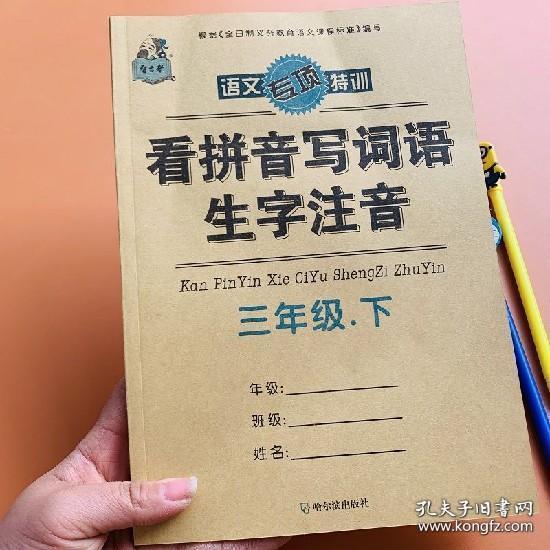 根据《全日制义务教育语文课程标准》编写
语文专项特训
看拼音写词语
生字注音
Kan PinYin Xie CiYu ShengZi ZhuYin
三年级.下
年级:
班级:
姓名:
哈尔滨出版社
孔夫子旧书网
www.kongfz.com